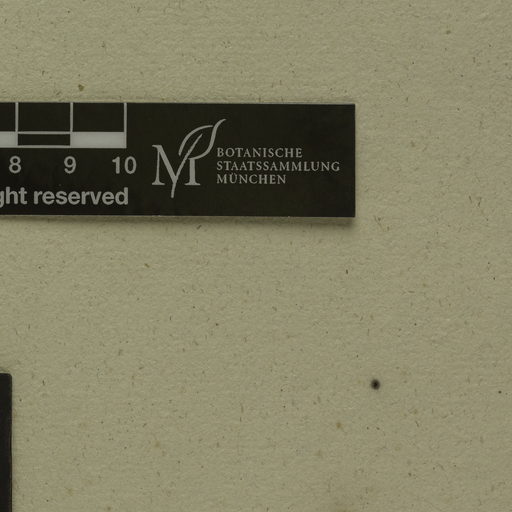 8 9 10
BOTANISCHE
STAATSSAMMLUNG
MÜNCHEN
ght reserved